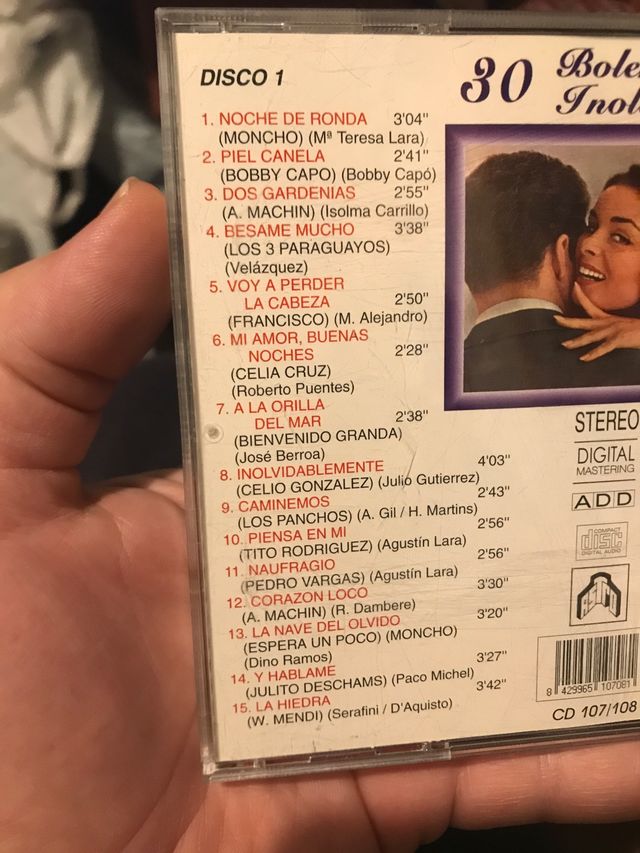 DISCO 1
1. NOCHE DE RONDA 3'04"
(MONCHO) (Mª Teresa Lara)
2. PIEL CANELA 2'41"
(BOBBY CAPO) (Bobby Capó)
3. DOS GARDENIAS 2'55"
(A. MACHIN) (Isolma Carrillo)
4. BESAME MUCHO 3'38"
(LOS 3 PARAGUAYOS)
(Velázquez)
5. VOY A PERDER
LA CABEZA 2'50"
(FRANCISCO) (M. Alejandro)
6. MI AMOR, BUENAS
NOCHES 2'28"
(CELIA CRUZ)
(Roberto Puentes)
7. A LA ORILLA
DEL MAR 2'38"
(BIENVENIDO GRANDA)
(José Berroa)
8. INOLVIDABLEMENTE 4'03"
(CELIO GONZALEZ) (Julio Gutierrez)
9. CAMINEMOS 2'43"
(LOS PANCHOS) (A. Gil / H. Martins)
10. PIENSA EN MI 2'56"
(TITO RODRIGUEZ) (Agustín Lara)
11. NAUFRAGIO 2'56"
(PEDRO VARGAS) (Agustín Lara)
12. CORAZON LOCO 3'30"
(A. MACHIN) (R. Dambere)
13. LA NAVE DEL OLVIDO 3'20"
(ESPERA UN POCO) (MONCHO)
(Dino Ramos)
14. Y HABLAME 3'27"
(JULITO DESCHAMS) (Paco Michel)
15. LA HIEDRA 3'42"
(W. MENDI) (Serafini / D'Aquisto)
30 Bole
Inol
STEREO
DIGITAL
MASTERING
ADD
COMPACT
disc
DIGITAL AUDIO
8 429965 107081
CD 107/108